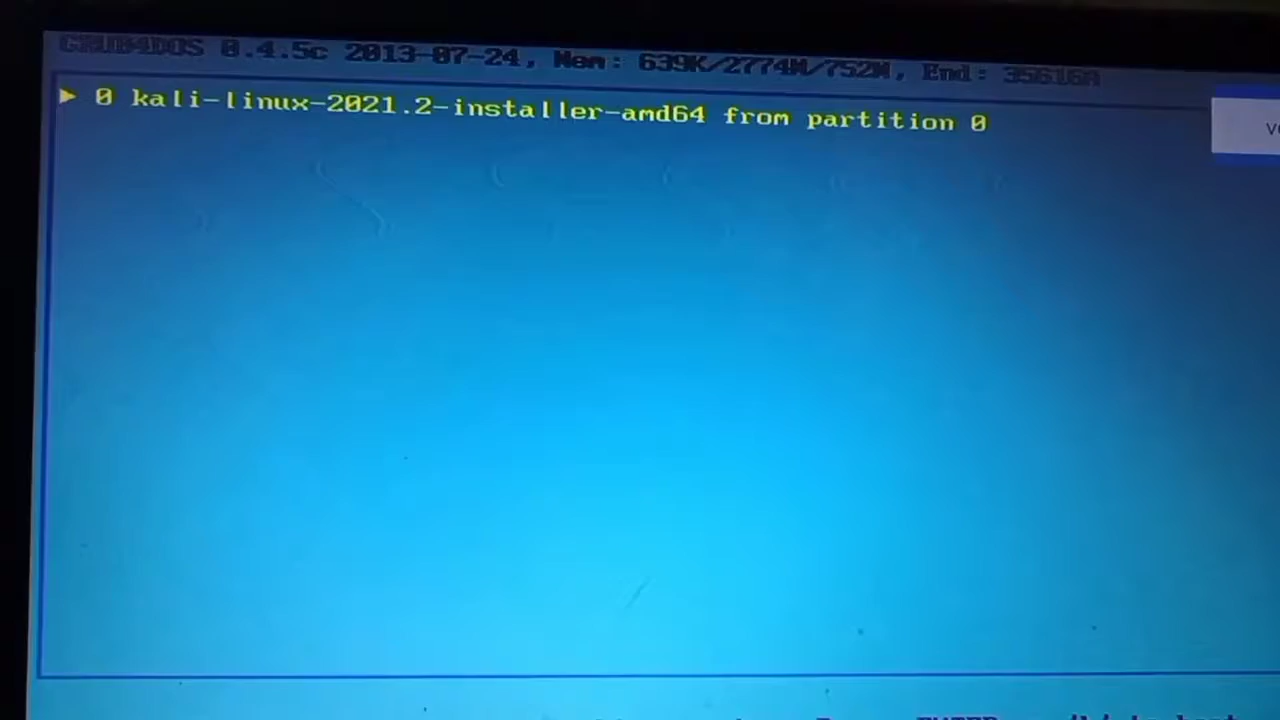 GRUB4DOS 0.4.5c 2013-07-24, Mem: 639K/2774M/752M, End: 35616A
► 0 kali-linux-2021.2-installer-amd64 from partition 0